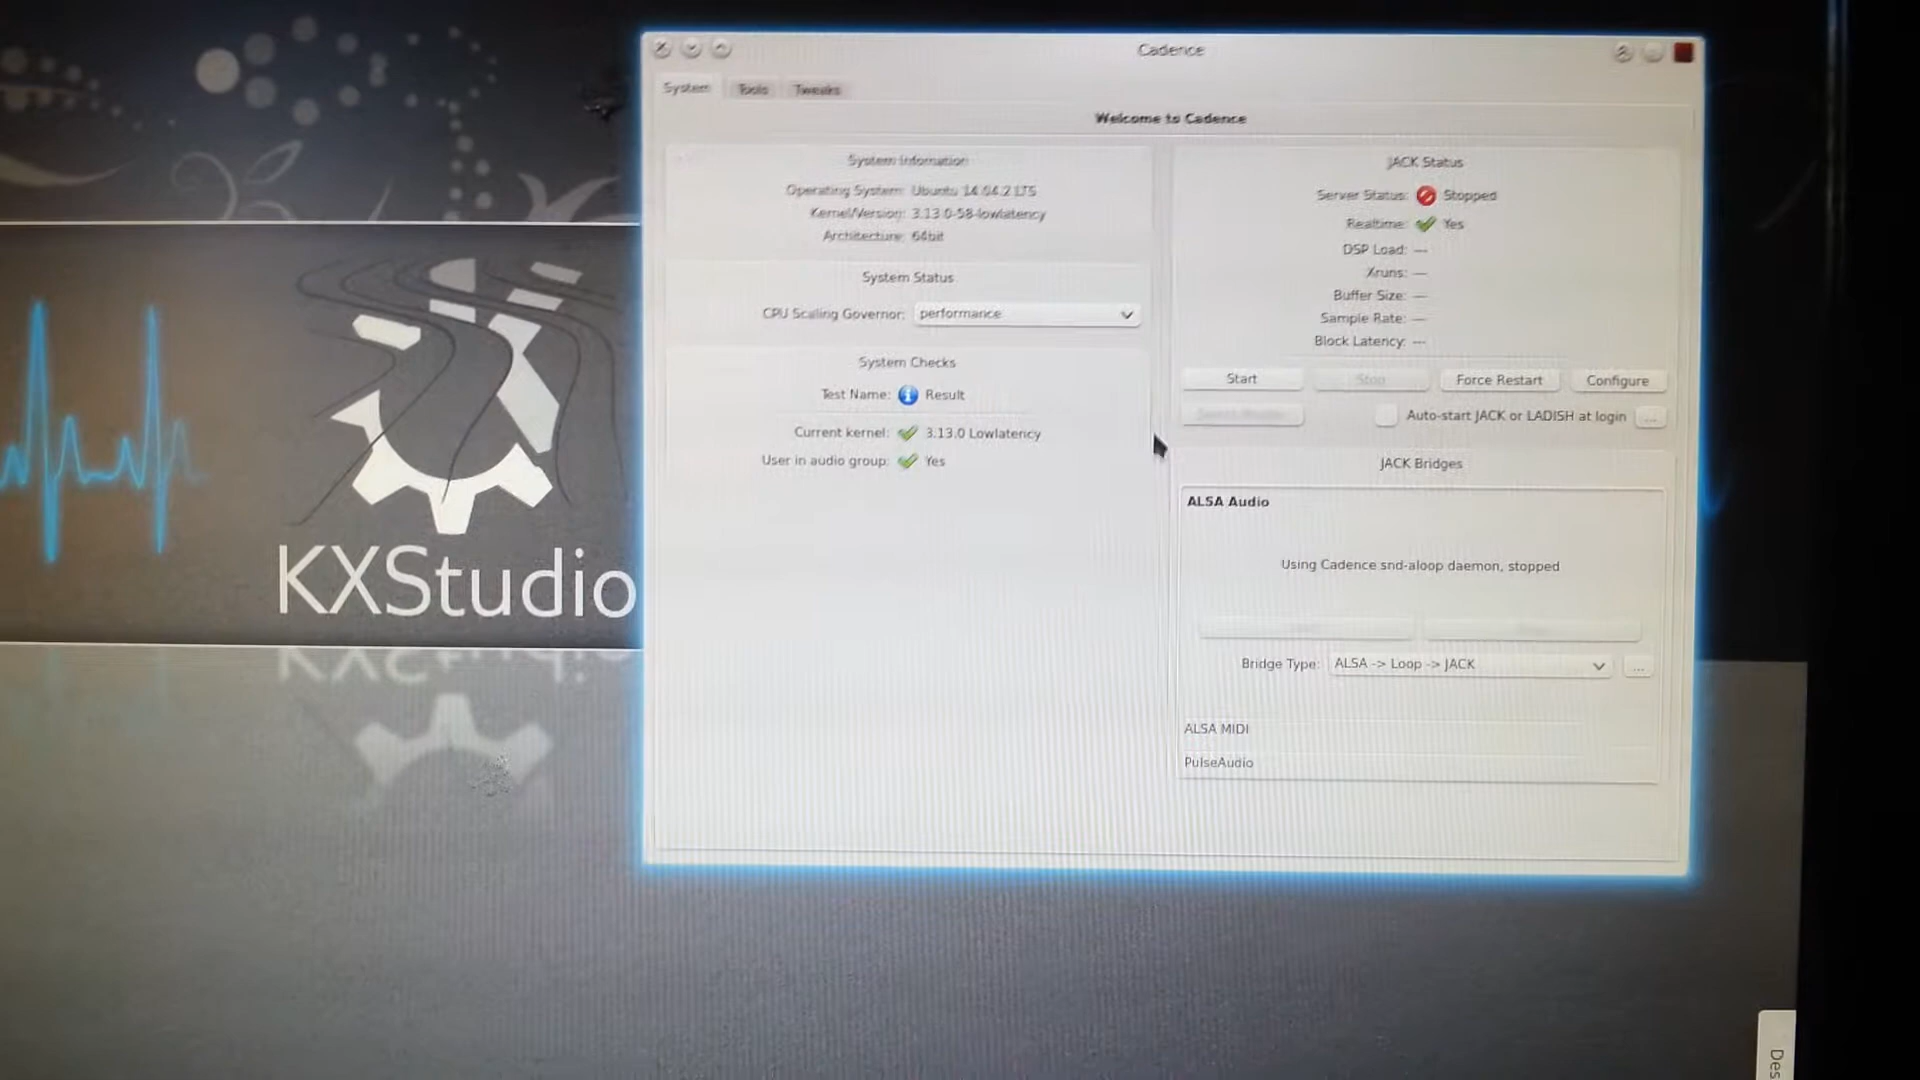 Cadence
System Tools Tweaks
Welcome to Cadence
System Information
Operating System: Ubuntu 14.04.2 LTS
Kernel/Version: 3.13.0-58-lowlatency
Architecture: 64bit
System Status
CPU Scaling Governor: performance
System Checks
Test Name: Result
Current kernel: 3.13.0 Lowlatency
User in audio group: Yes
JACK Status
Server Status: Stopped
Realtime: Yes
DSP Load: ---
Xruns: ---
Buffer Size: ---
Sample Rate: ---
Block Latency: ---
Start Stop Force Restart Configure
Auto-start JACK or LADISH at login ...
JACK Bridges
ALSA Audio
Using Cadence snd-aloop daemon, stopped
Bridge Type: ALSA -> Loop -> JACK ...
ALSA MIDI
PulseAudio
KXStudio
Des